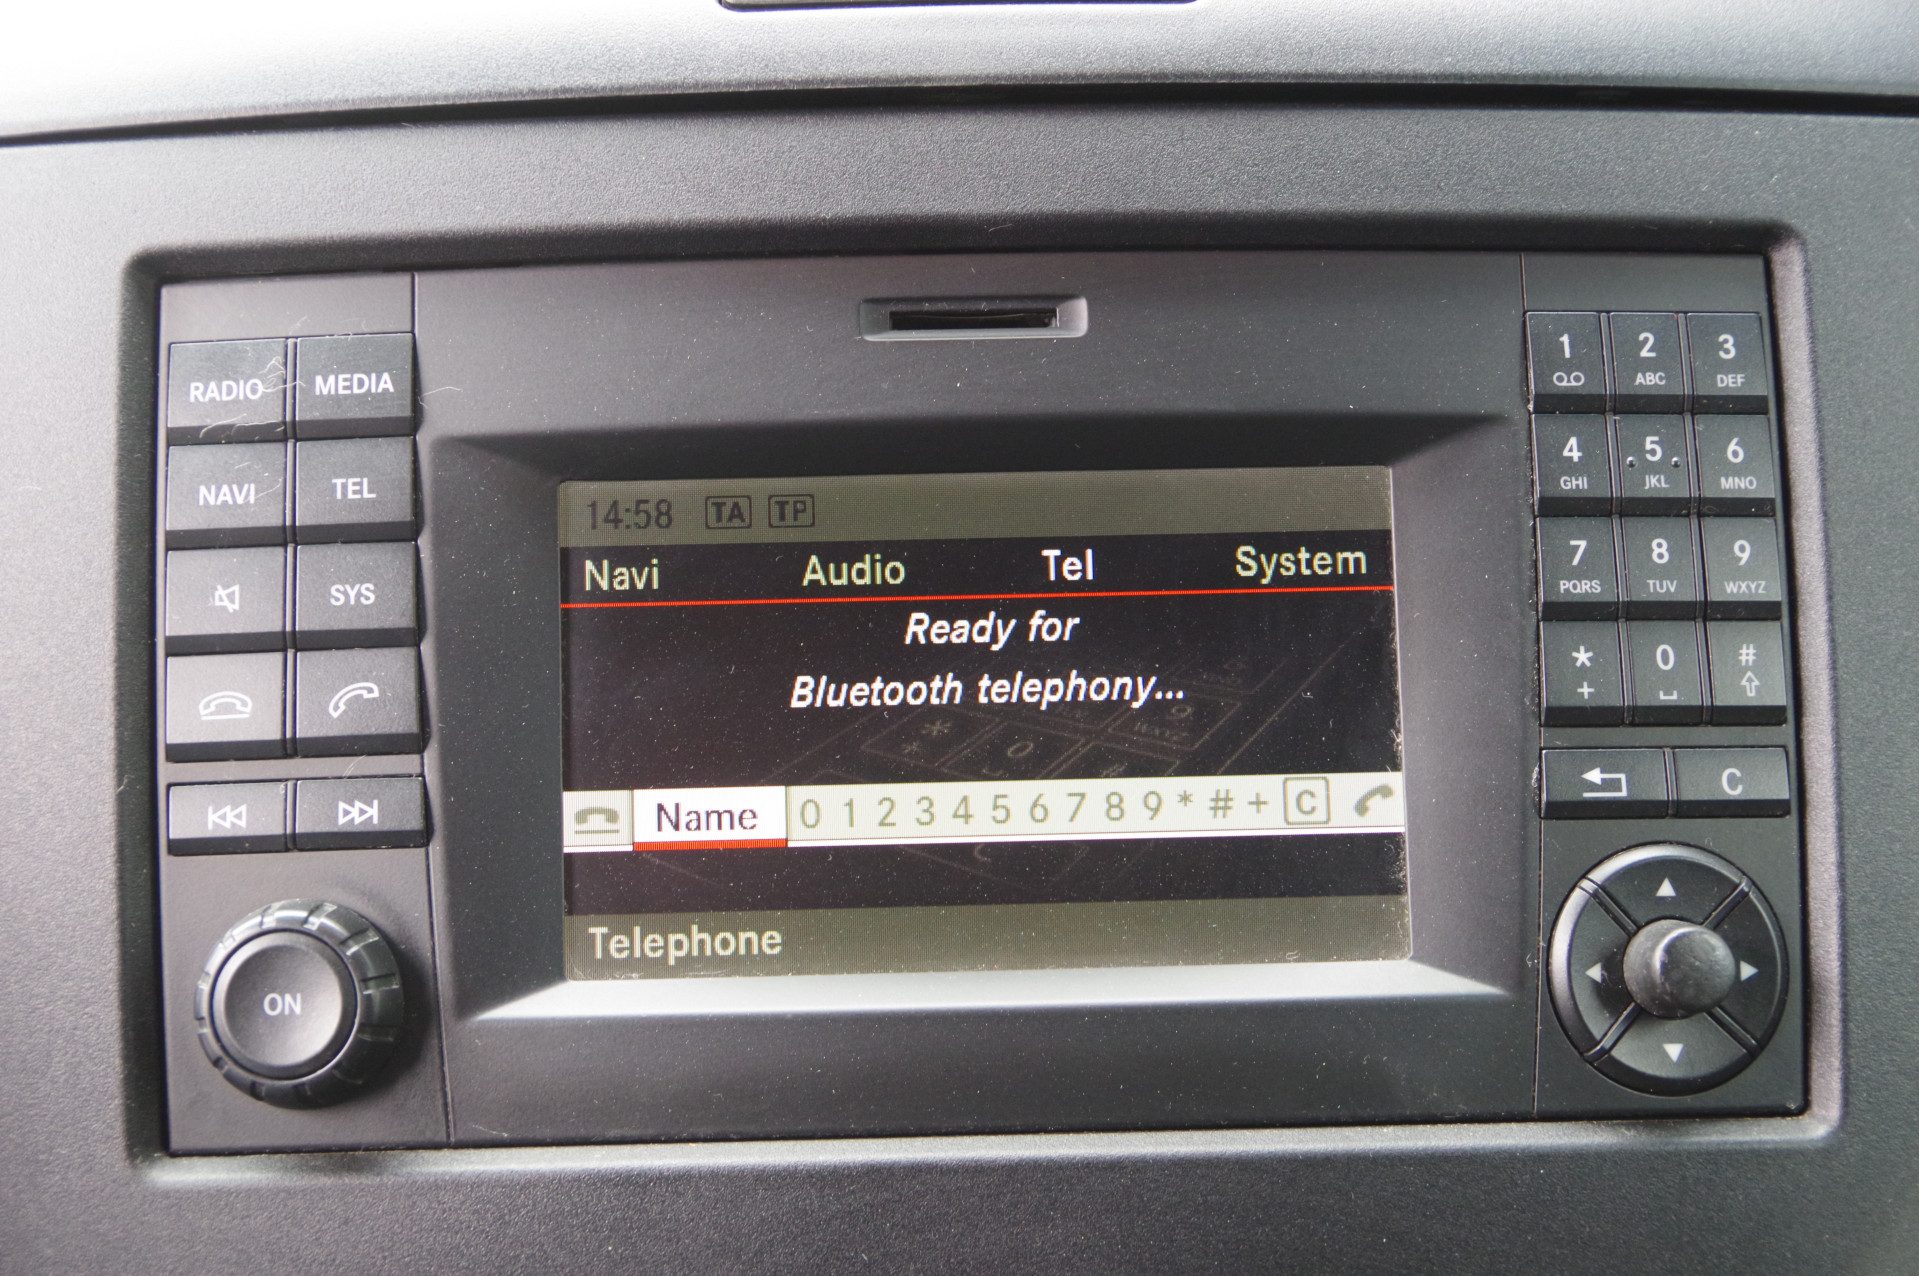 RADIO MEDIA
NAVI TEL
SYS
ON
14:58 TA TP
Navi Audio Tel System
Ready for
Bluetooth telephony...
Name 0 1 2 3 4 5 6 7 8 9 * # + C
Telephone
1 2 3
ABC DEF
4 5 6
GHI JKL MNO
7 8 9
PQRS TUV WXYZ
* 0 #
+
C